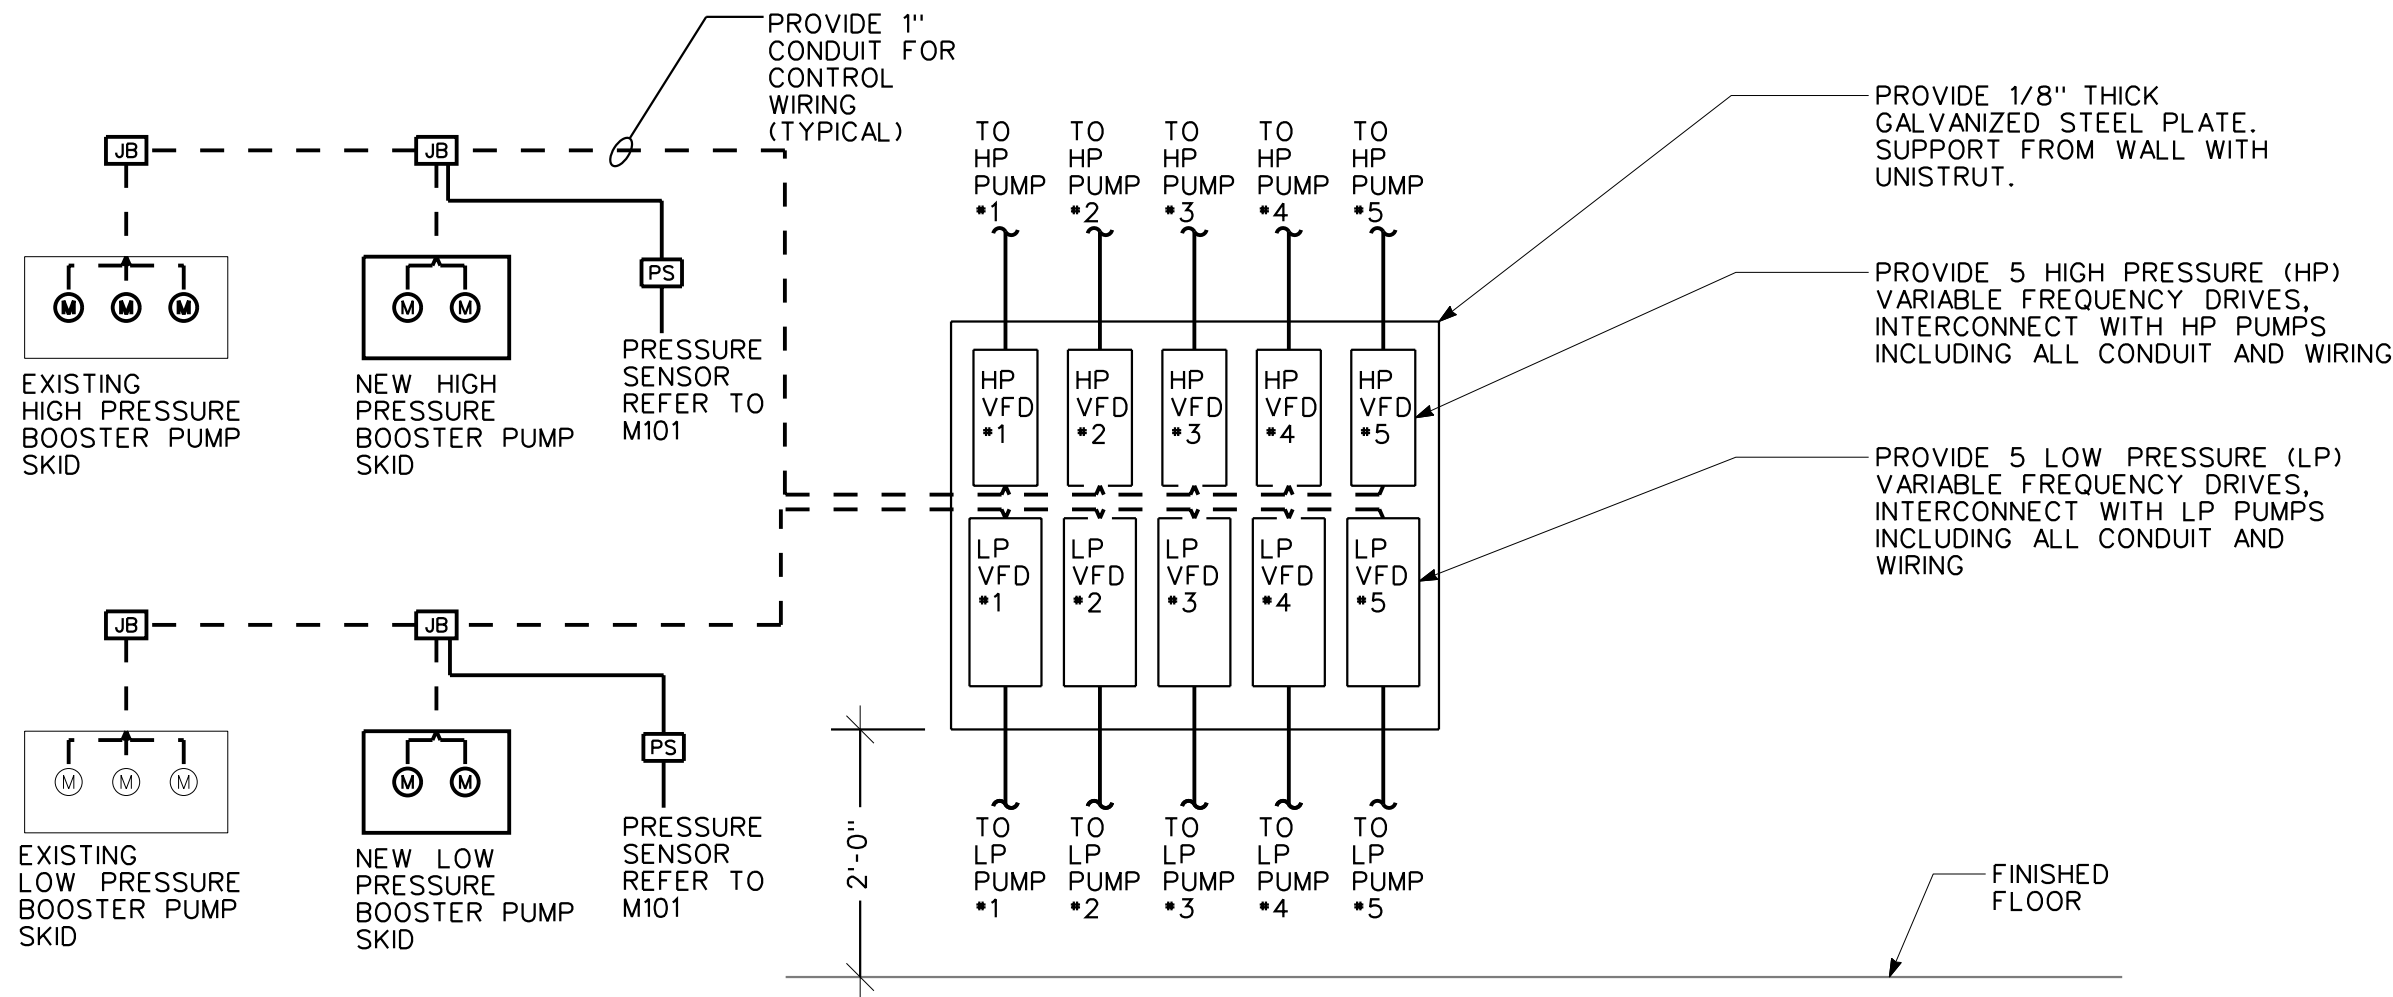 PROVIDE 1"
CONDUIT FOR
CONTROL
WIRING
(TYPICAL)
JB
JB
M
M
M
M
M
PS
EXISTING
HIGH PRESSURE
BOOSTER PUMP
SKID
NEW HIGH
PRESSURE
BOOSTER PUMP
SKID
PRESSURE
SENSOR
REFER TO
M101
TO
HP
PUMP
#1
TO
HP
PUMP
#2
TO
HP
PUMP
#3
TO
HP
PUMP
#4
TO
HP
PUMP
#5
HP
VFD
#1
HP
VFD
#2
HP
VFD
#3
HP
VFD
#4
HP
VFD
#5
LP
VFD
#1
LP
VFD
#2
LP
VFD
#3
LP
VFD
#4
LP
VFD
#5
PROVIDE 1/8" THICK
GALVANIZED STEEL PLATE.
SUPPORT FROM WALL WITH
UNISTRUT.
PROVIDE 5 HIGH PRESSURE (HP)
VARIABLE FREQUENCY DRIVES,
INTERCONNECT WITH HP PUMPS
INCLUDING ALL CONDUIT AND WIRING
PROVIDE 5 LOW PRESSURE (LP)
VARIABLE FREQUENCY DRIVES,
INTERCONNECT WITH LP PUMPS
INCLUDING ALL CONDUIT AND
WIRING
JB
JB
M
M
M
M
M
PS
EXISTING
LOW PRESSURE
BOOSTER PUMP
SKID
NEW LOW
PRESSURE
BOOSTER PUMP
SKID
PRESSURE
SENSOR
REFER TO
M101
2'-0"
TO
LP
PUMP
#1
TO
LP
PUMP
#2
TO
LP
PUMP
#3
TO
LP
PUMP
#4
TO
LP
PUMP
#5
FINISHED
FLOOR